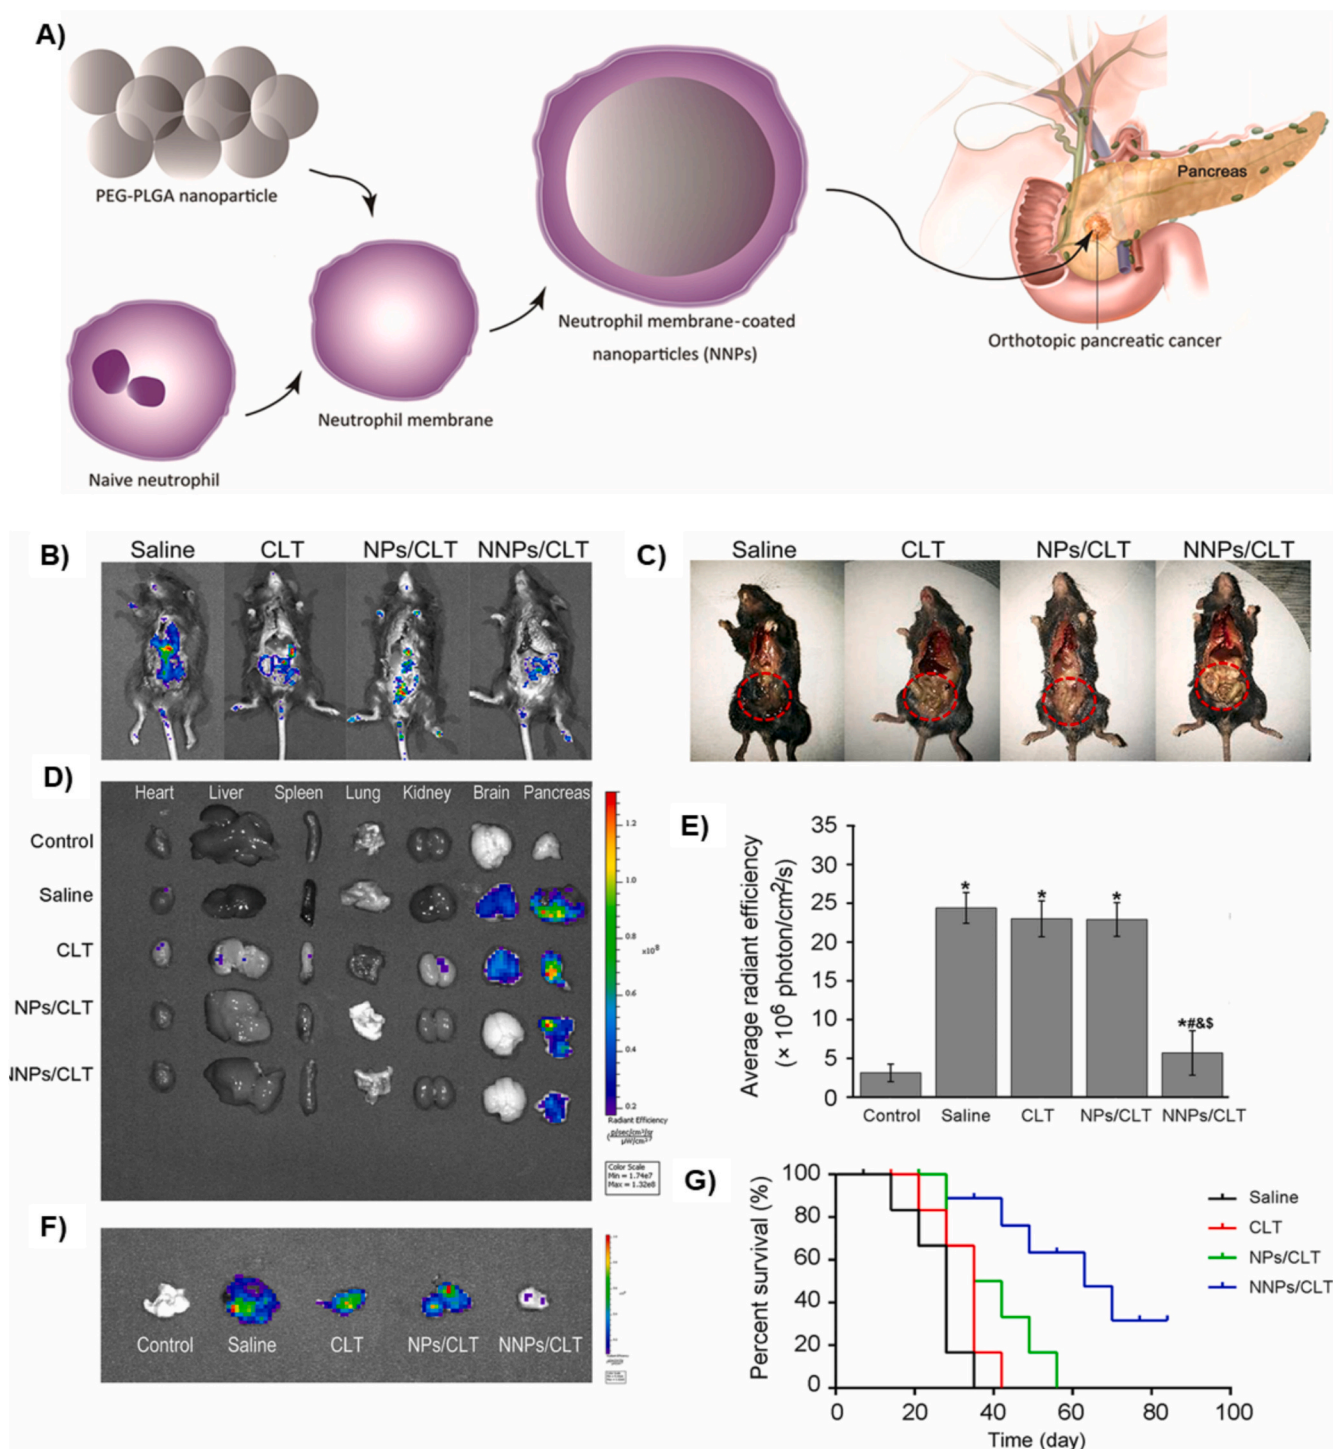 A)
PEG-PLGA nanoparticle
Naive neutrophil
Neutrophil membrane
Neutrophil membrane-coated
nanoparticles (NNPs)
Pancreas
Orthotopic pancreatic cancer
B)
Saline CLT NPs/CLT NNPs/CLT
C)
Saline CLT NPs/CLT NNPs/CLT
D)
Heart Liver Spleen Lung Kidney Brain Pancreas
Control
Saline
CLT
NPs/CLT
NNPs/CLT
1.2
1.0
0.8
x10⁸
0.6
0.4
0.2
Radiant Efficiency
(p/sec/cm²/sr
µW/cm²)
Color Scale
Min = 1.74e7
Max = 1.32e8
E)
Average radiant efficiency
(× 10⁶ photon/cm²/s)
35
30
25
20
15
10
5
0
* * * *#&$
Control Saline CLT NPs/CLT NNPs/CLT
F)
Control Saline CLT NPs/CLT NNPs/CLT
G)
Percent survival (%)
100
80
60
40
20
0
0 20 40 60 80 100
Time (day)
Saline
CLT
NPs/CLT
NNPs/CLT